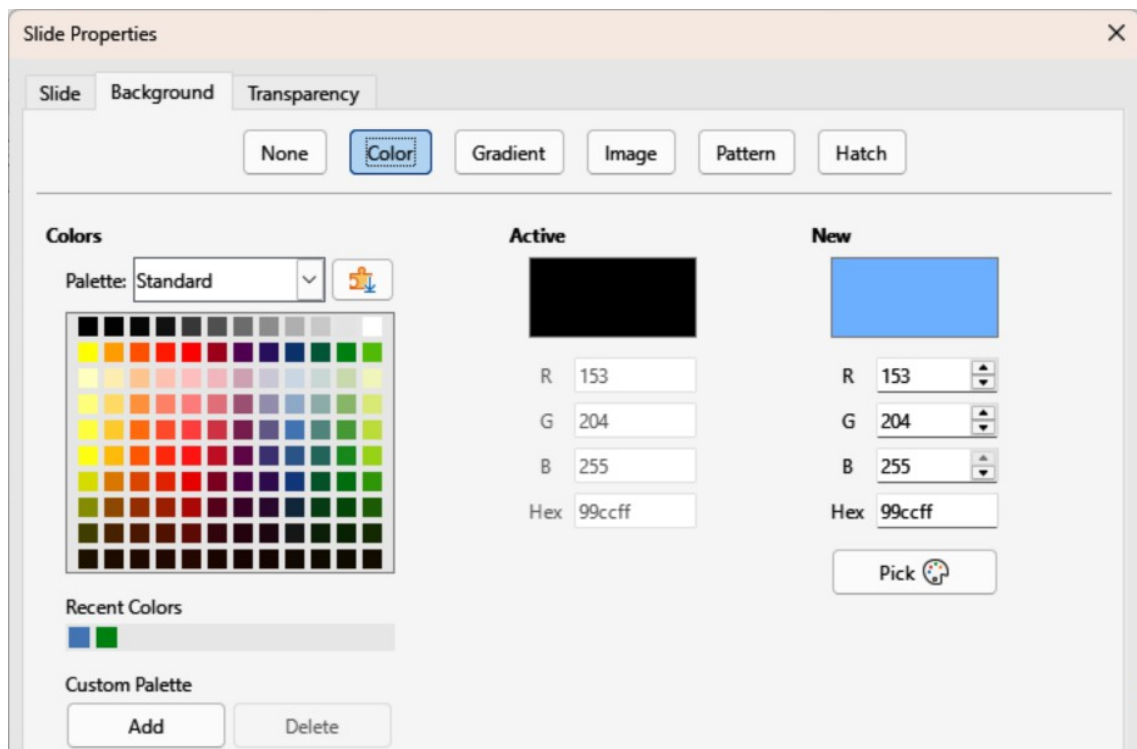 Slide Properties
Slide Background Transparency
None Color Gradient Image Pattern Hatch
Colors Active New
Palette: Standard
R 153 R 153
G 204 G 204
B 255 B 255
Hex 99ccff Hex 99ccff
Pick
Recent Colors
Custom Palette
Add Delete